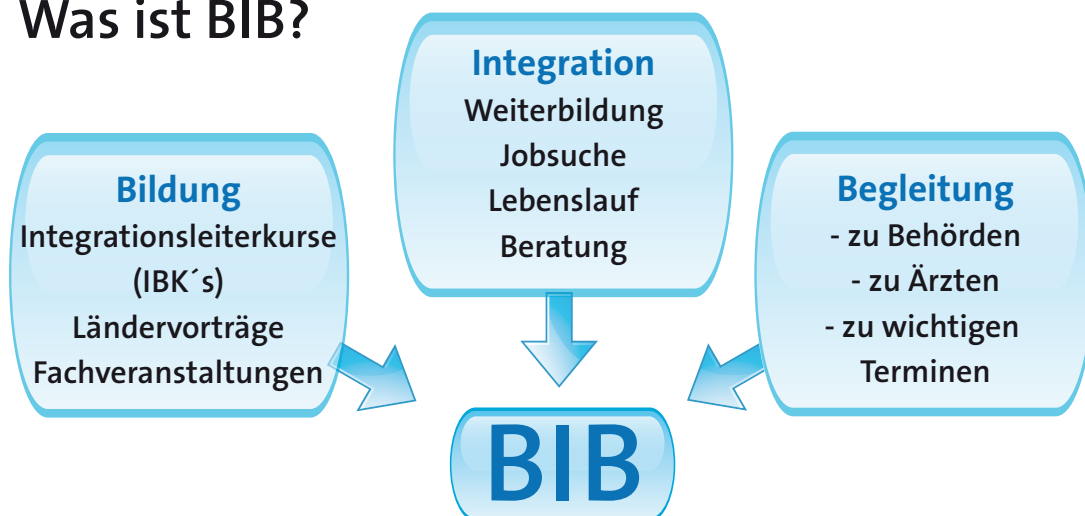 Was ist BIB?
Bildung
Integrationsleiterkurse
(IBK´s)
Ländervorträge
Fachveranstaltungen
Integration
Weiterbildung
Jobsuche
Lebenslauf
Beratung
Begleitung
- zu Behörden
- zu Ärzten
- zu wichtigen
Terminen
BIB